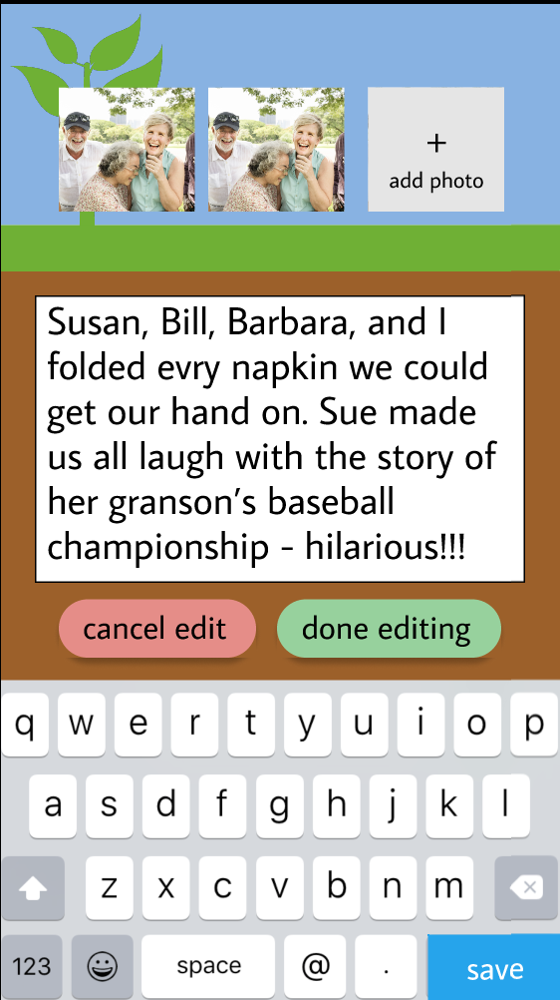 +
add photo
Susan, Bill, Barbara, and I
folded evry napkin we could
get our hand on. Sue made
us all laugh with the story of
her granson's baseball
championship - hilarious!!!
cancel edit done editing
q w e r t y u i o p
a s d f g h j k l
z x c v b n m
123 space @ . save